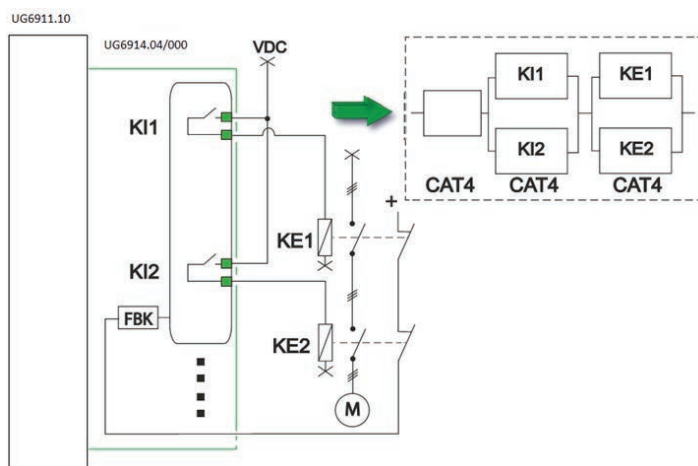 UG6911.10
UG6914.04/000
VDC
KI1
KI2
FBK
KE1
KE2
M
+
KI1
KE1
KI2
KE2
CAT4
CAT4
CAT4